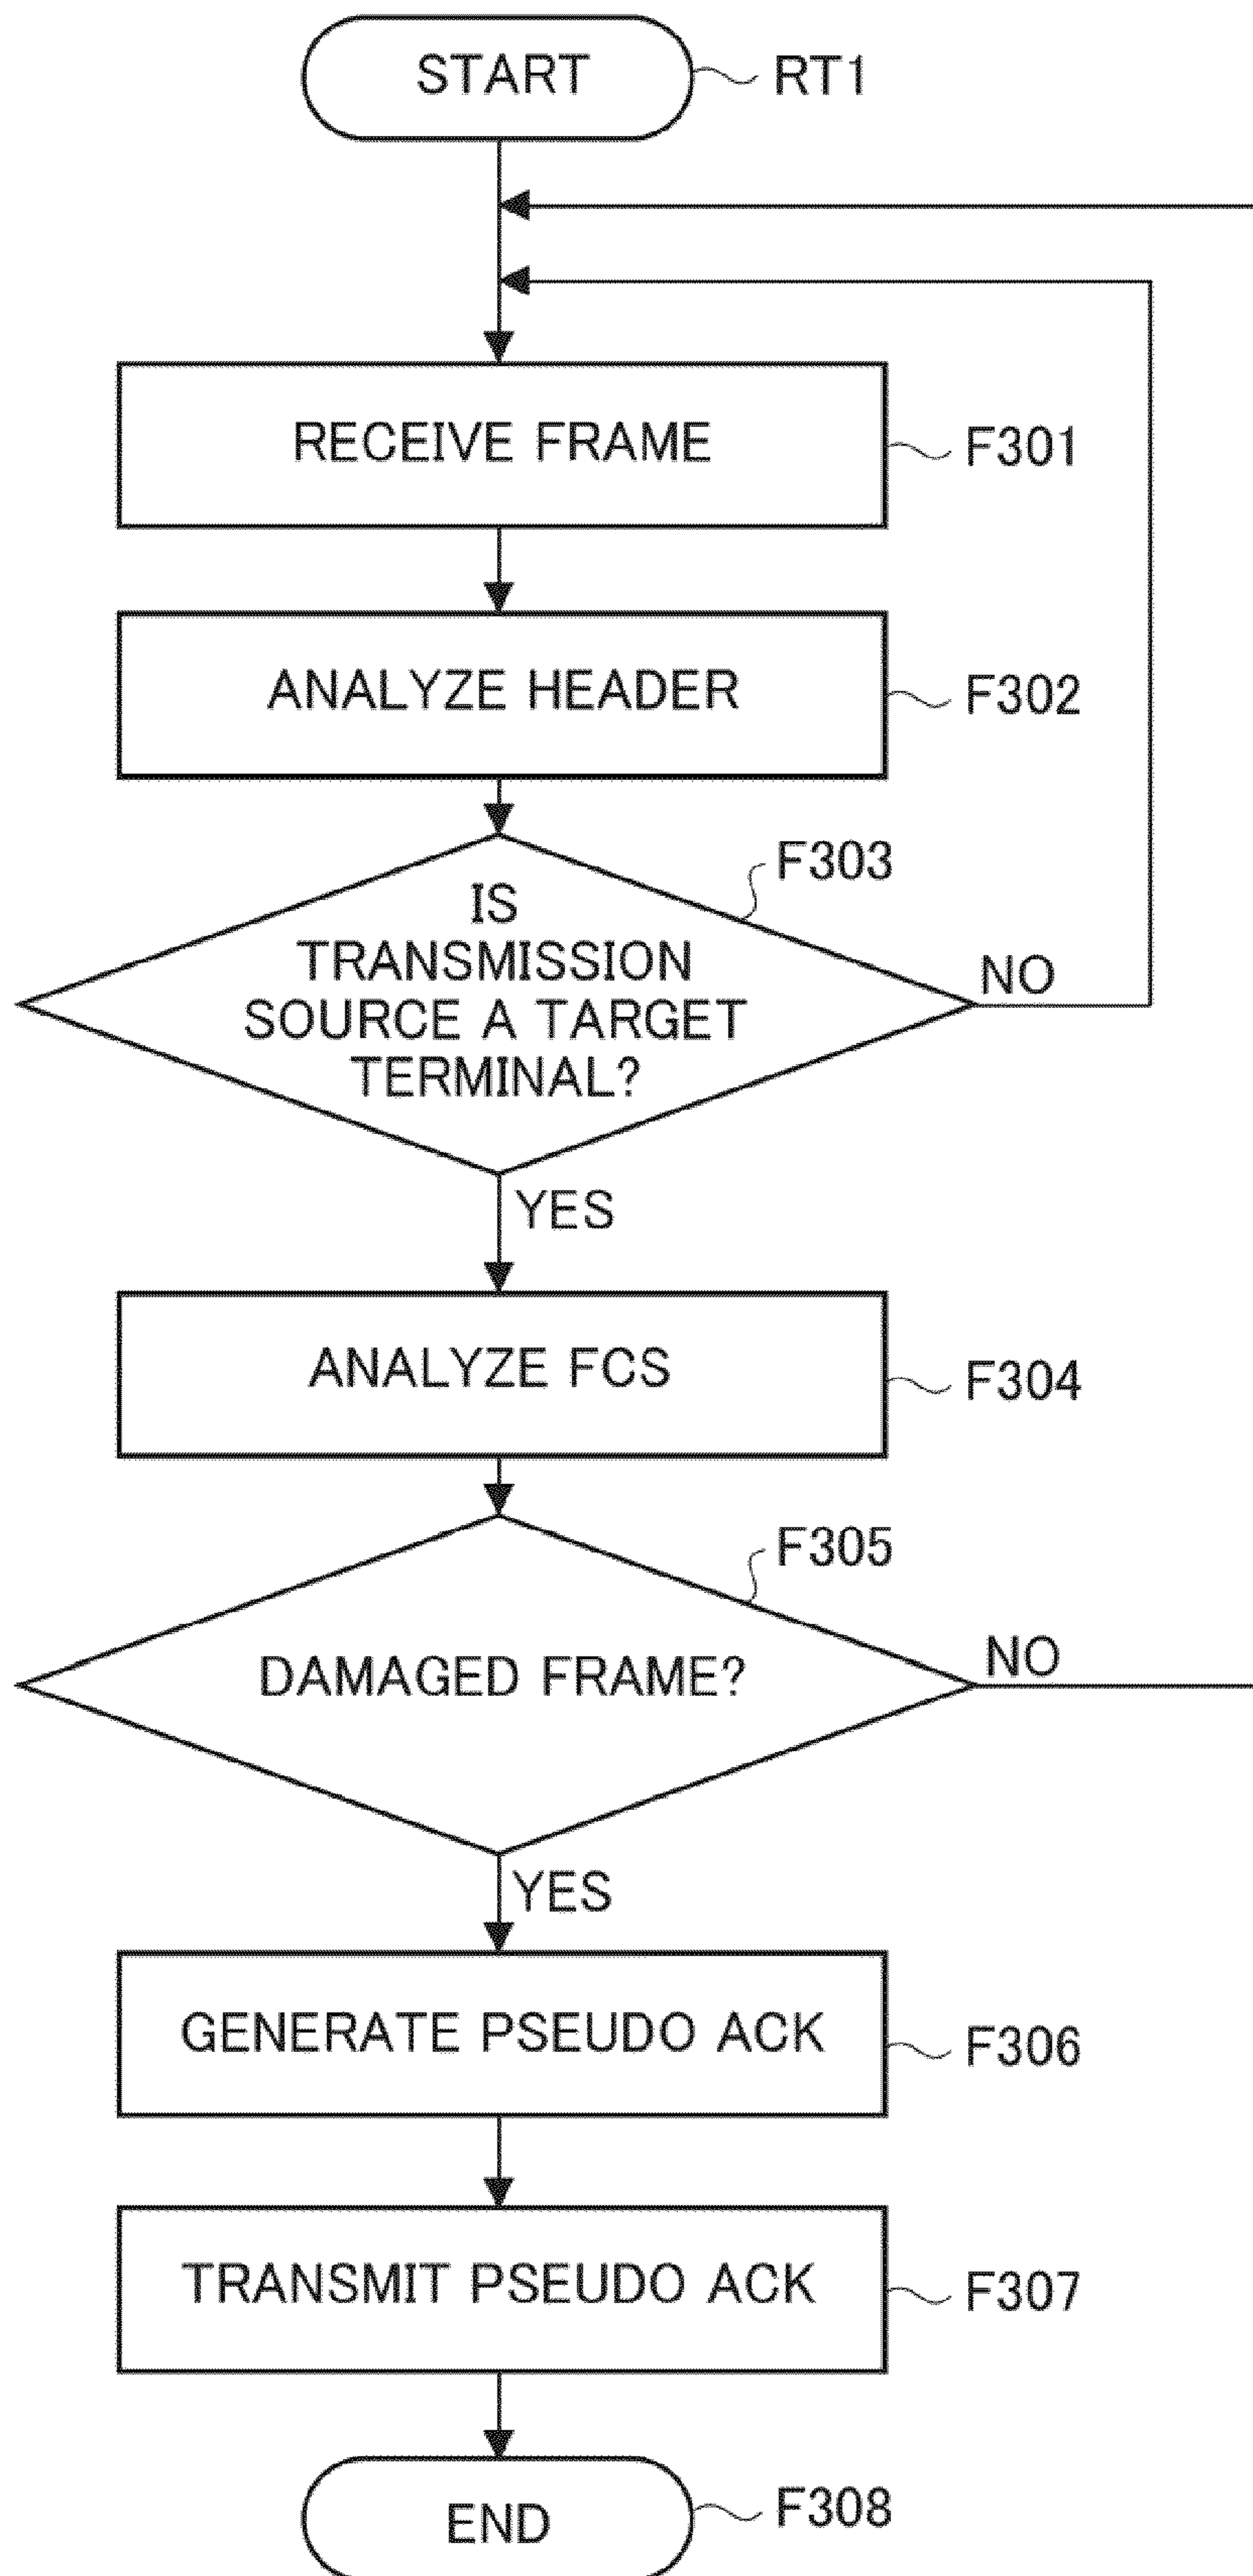 START
RT1
RECEIVE FRAME
F301
ANALYZE HEADER
F302
F303
IS
TRANSMISSION
SOURCE A TARGET
TERMINAL?
NO
YES
ANALYZE FCS
F304
F305
DAMAGED FRAME?
NO
YES
GENERATE PSEUDO ACK
F306
TRANSMIT PSEUDO ACK
F307
END
F308